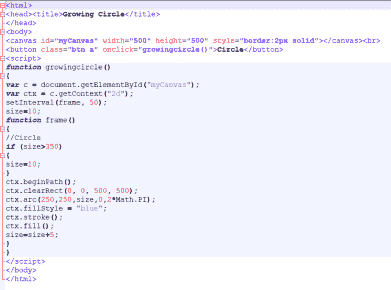 <html>
<head><title>Growing Circle</title>
</head>
<body>
<canvas id="myCanvas" width="500" height="500" style="border:2px solid"></canvas><br>
<button class="btn a" onclick="growingcircle()">Circle</button>
<script>
function growingcircle()
{
var c = document.getElementById("myCanvas");
var ctx = c.getContext("2d");
setInterval(frame, 50);
size=10;
function frame()
{
//Circle
if (size>350)
{
size=10;
}
ctx.beginPath();
ctx.clearRect(0, 0, 500, 500);
ctx.arc(250,250,size,0,2*Math.PI);
ctx.fillStyle = "blue";
ctx.stroke();
ctx.fill();
size=size+5;
}
}
</script>
</body>
</html>